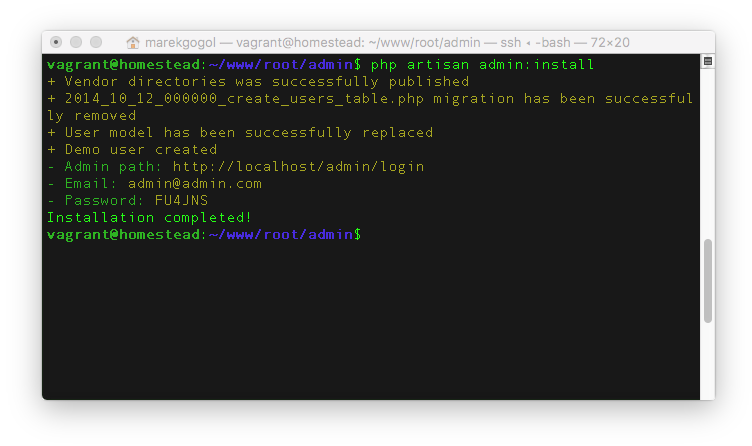 marekgogol — vagrant@homestead: ~/www/root/admin — ssh ◂ -bash — 72×20
vagrant@homestead:~/www/root/admin$ php artisan admin:install
+ Vendor directories was successfully published
+ 2014_10_12_000000_create_users_table.php migration has been successful
ly removed
+ User model has been successfully replaced
+ Demo user created
- Admin path: http://localhost/admin/login
- Email: admin@admin.com
- Password: FU4JNS
Installation completed!
vagrant@homestead:~/www/root/admin$